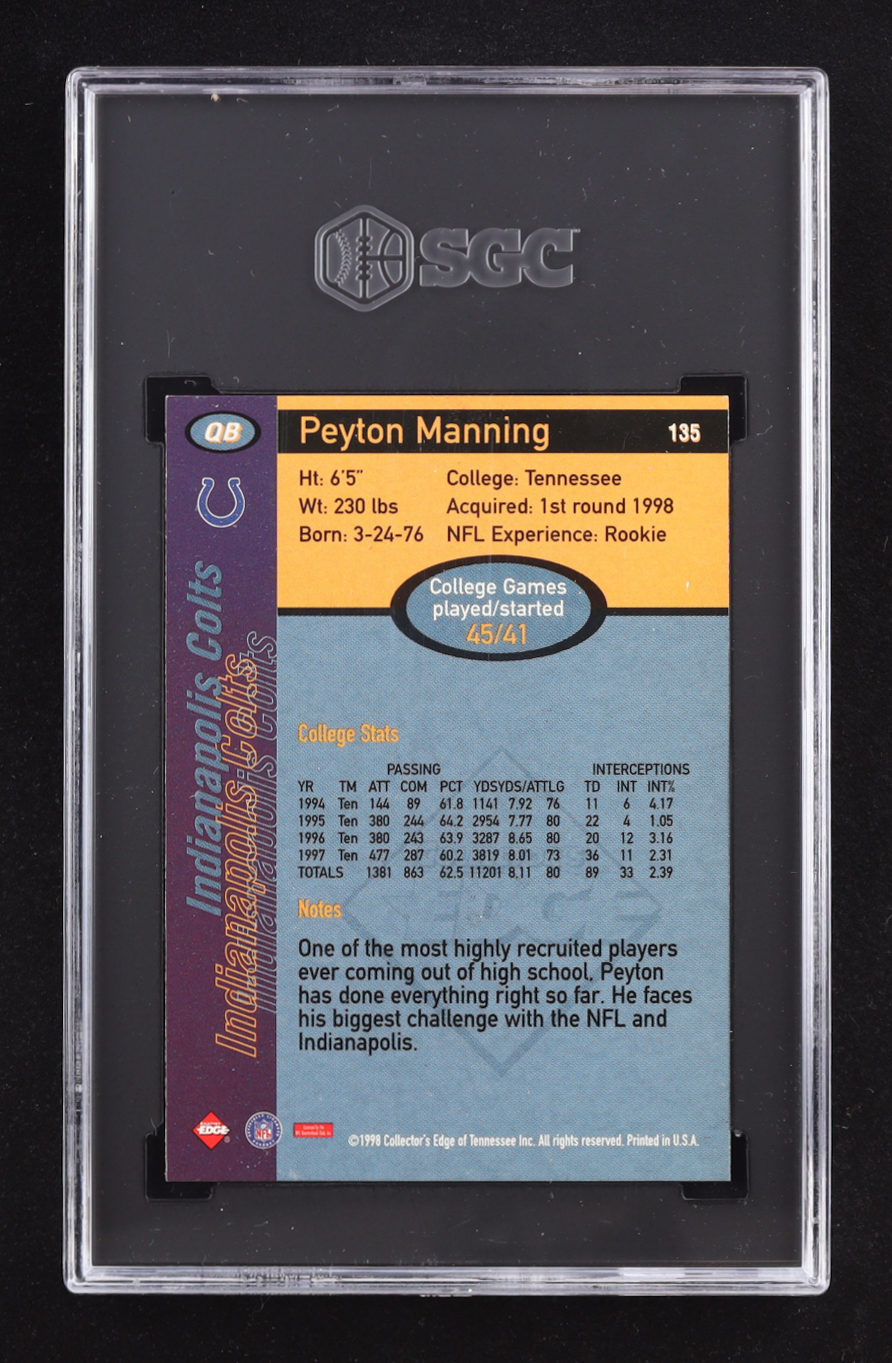 SGC
QB
Peyton Manning 135
Ht: 6'5" College: Tennessee
Wt: 230 lbs Acquired: 1st round 1998
Born: 3-24-76 NFL Experience: Rookie
College Games
played/started
45/41
Indianapolis Colts
Indianapolis Colts
Indianapolis Colts
College Stats
PASSING INTERCEPTIONS
YR TM ATT COM PCT YDS YDS/ATT LG TD INT INT%
1994 Ten 144 89 61.8 1141 7.92 76 11 6 4.17
1995 Ten 380 244 64.2 2954 7.77 80 22 4 1.05
1996 Ten 380 243 63.9 3287 8.65 80 20 12 3.16
1997 Ten 477 287 60.2 3819 8.01 73 36 11 2.31
TOTALS 1381 863 62.5 11201 8.11 80 89 33 2.39
Notes
One of the most highly recruited players
ever coming out of high school, Peyton
has done everything right so far. He faces
his biggest challenge with the NFL and
Indianapolis.
EDGE
NFL
©1998 Collector's Edge of Tennessee Inc. All rights reserved. Printed in U.S.A.